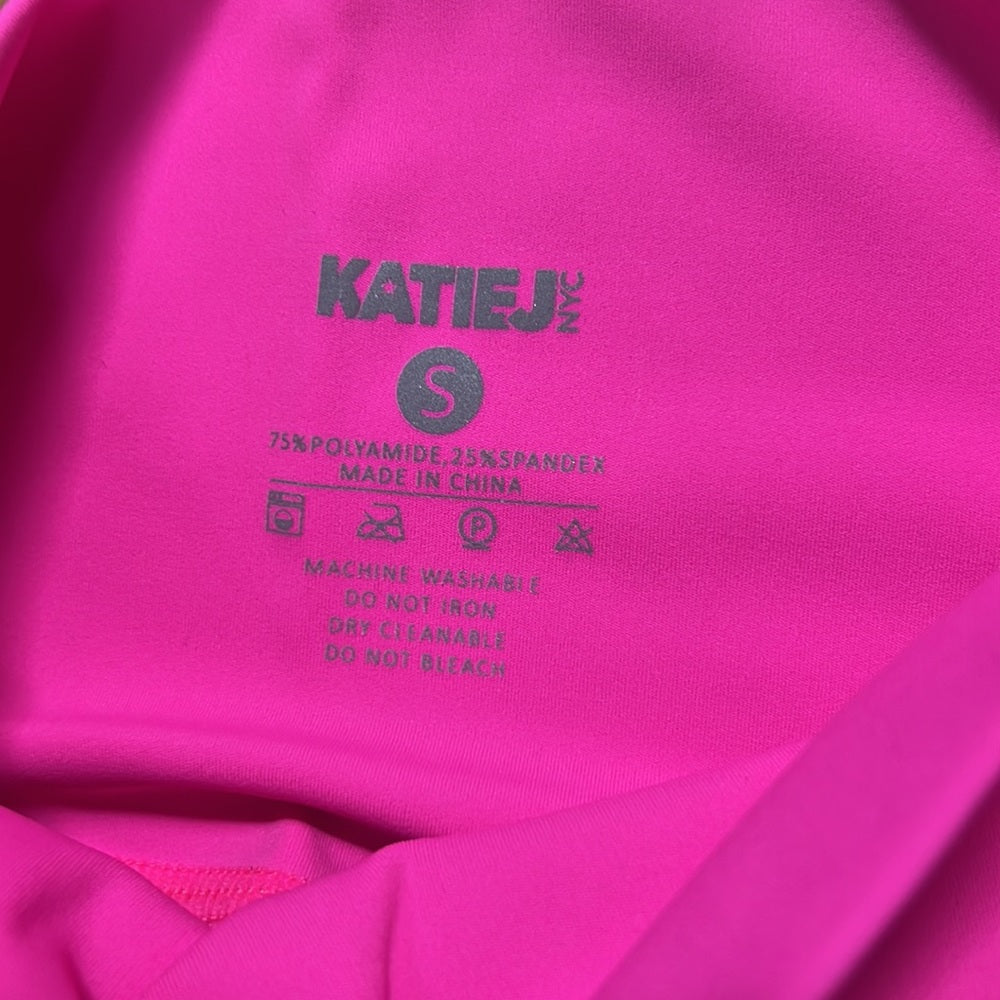 KATIEJ NYC
S
75%POLYAMIDE,25%SPANDEX
MADE IN CHINA
P
MACHINE WASHABLE
DO NOT IRON
DRY CLEANABLE
DO NOT BLEACH